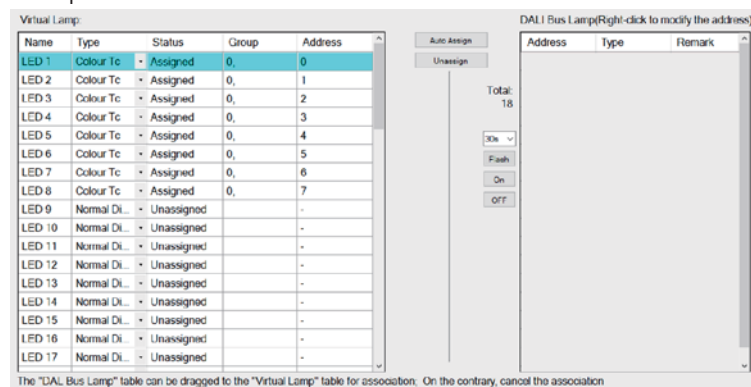 Virtual Lamp:
DALI Bus Lamp(Right-click to modify the address)
Name Type Status Group Address
Auto Assign
Address Type Remark
LED 1 Colour Tc Assigned 0, 0
Unassign
LED 2 Colour Tc Assigned 0, 1
LED 3 Colour Tc Assigned 0, 2
Total:
18
LED 4 Colour Tc Assigned 0, 3
LED 5 Colour Tc Assigned 0, 4
30s
LED 6 Colour Tc Assigned 0, 5
Flash
LED 7 Colour Tc Assigned 0, 6
On
LED 8 Colour Tc Assigned 0, 7
OFF
LED 9 Normal Di... Unassigned -
LED 10 Normal Di... Unassigned -
LED 11 Normal Di... Unassigned -
LED 12 Normal Di... Unassigned -
LED 13 Normal Di... Unassigned -
LED 14 Normal Di... Unassigned -
LED 15 Normal Di... Unassigned -
LED 16 Normal Di... Unassigned -
LED 17 Normal Di... Unassigned -
The "DAL Bus Lamp" table can be dragged to the "Virtual Lamp" table for association; On the contrary, cancel the association